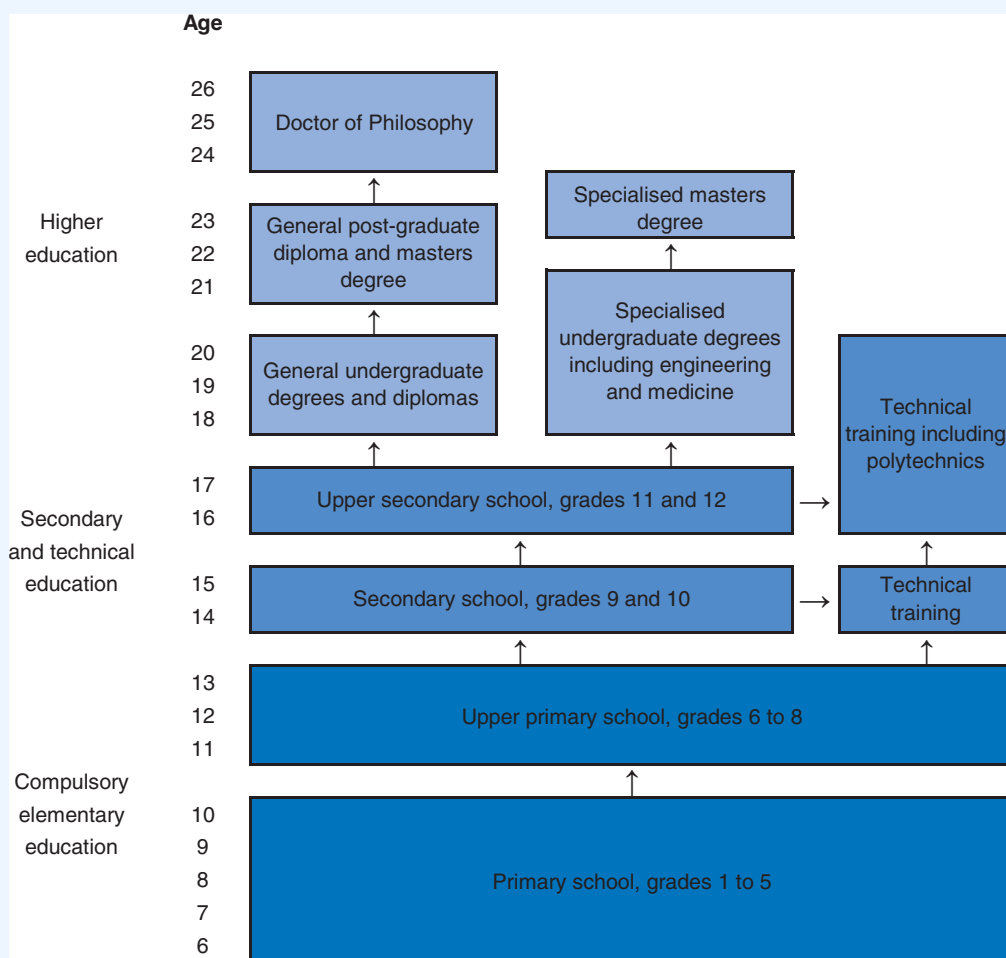 Age
26
25
24
Doctor of Philosophy
Higher
education
23
22
21
General post-graduate
diploma and masters
degree
Specialised masters
degree
20
19
18
General undergraduate
degrees and diplomas
Specialised
undergraduate degrees
including engineering
and medicine
Technical
training including
polytechnics
Secondary
and technical
education
17
16
Upper secondary school, grades 11 and 12
15
14
Secondary school, grades 9 and 10
Technical
training
13
12
11
Upper primary school, grades 6 to 8
Compulsory
elementary
education
10
9
8
7
6
Primary school, grades 1 to 5